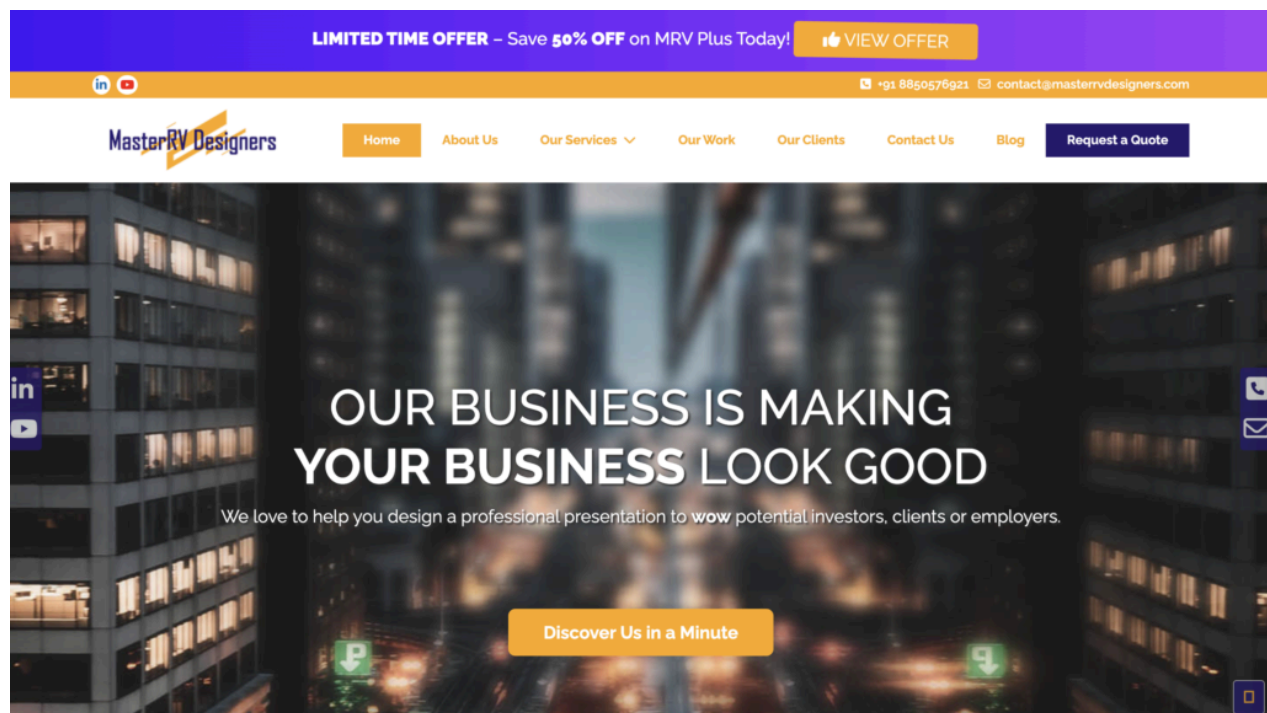 LIMITED TIME OFFER – Save 50% OFF on MRV Plus Today! VIEW OFFER
in +91 8850576921 contact@masterrvdesigners.com
MasterRV Designers Home About Us Our Services Our Work Our Clients Contact Us Blog Request a Quote
in
OUR BUSINESS IS MAKING
YOUR BUSINESS LOOK GOOD
We love to help you design a professional presentation to wow potential investors, clients or employers.
Discover Us in a Minute
P